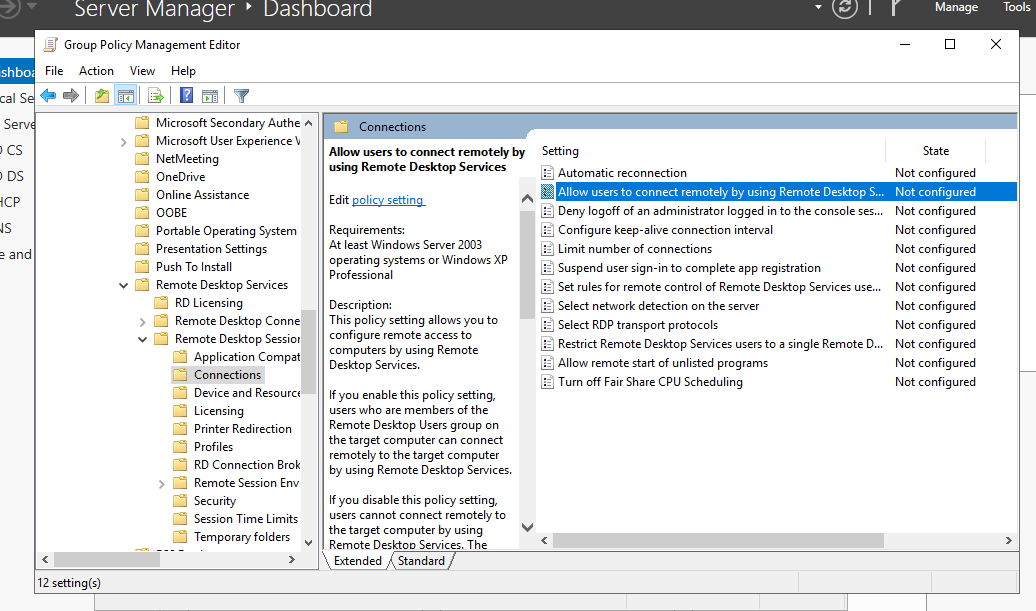 Server Manager ‣ Dashboard
Manage
Tools
Group Policy Management Editor
File Action View Help
Microsoft Secondary Authe
Microsoft User Experience V
NetMeeting
OneDrive
Online Assistance
OOBE
Portable Operating System
Presentation Settings
Push To Install
Remote Desktop Services
RD Licensing
Remote Desktop Conne
Remote Desktop Session
Application Compat
Connections
Device and Resource
Licensing
Printer Redirection
Profiles
RD Connection Brok
Remote Session Env
Security
Session Time Limits
Temporary folders
Connections
Allow users to connect remotely by
using Remote Desktop Services
Edit policy setting
Requirements:
At least Windows Server 2003
operating systems or Windows XP
Professional
Description:
This policy setting allows you to
configure remote access to
computers by using Remote
Desktop Services.
If you enable this policy setting,
users who are members of the
Remote Desktop Users group on
the target computer can connect
remotely to the target computer
by using Remote Desktop Services.
If you disable this policy setting,
users cannot connect remotely to
the target computer by using
Remote Desktop Services. The
Setting State
Automatic reconnection Not configured
Allow users to connect remotely by using Remote Desktop S... Not configured
Deny logoff of an administrator logged in to the console ses... Not configured
Configure keep-alive connection interval Not configured
Limit number of connections Not configured
Suspend user sign-in to complete app registration Not configured
Set rules for remote control of Remote Desktop Services use... Not configured
Select network detection on the server Not configured
Select RDP transport protocols Not configured
Restrict Remote Desktop Services users to a single Remote D... Not configured
Allow remote start of unlisted programs Not configured
Turn off Fair Share CPU Scheduling Not configured
Extended Standard
12 setting(s)
shboa
cal Se
Serve
CS
DS
HCP
NS
e and